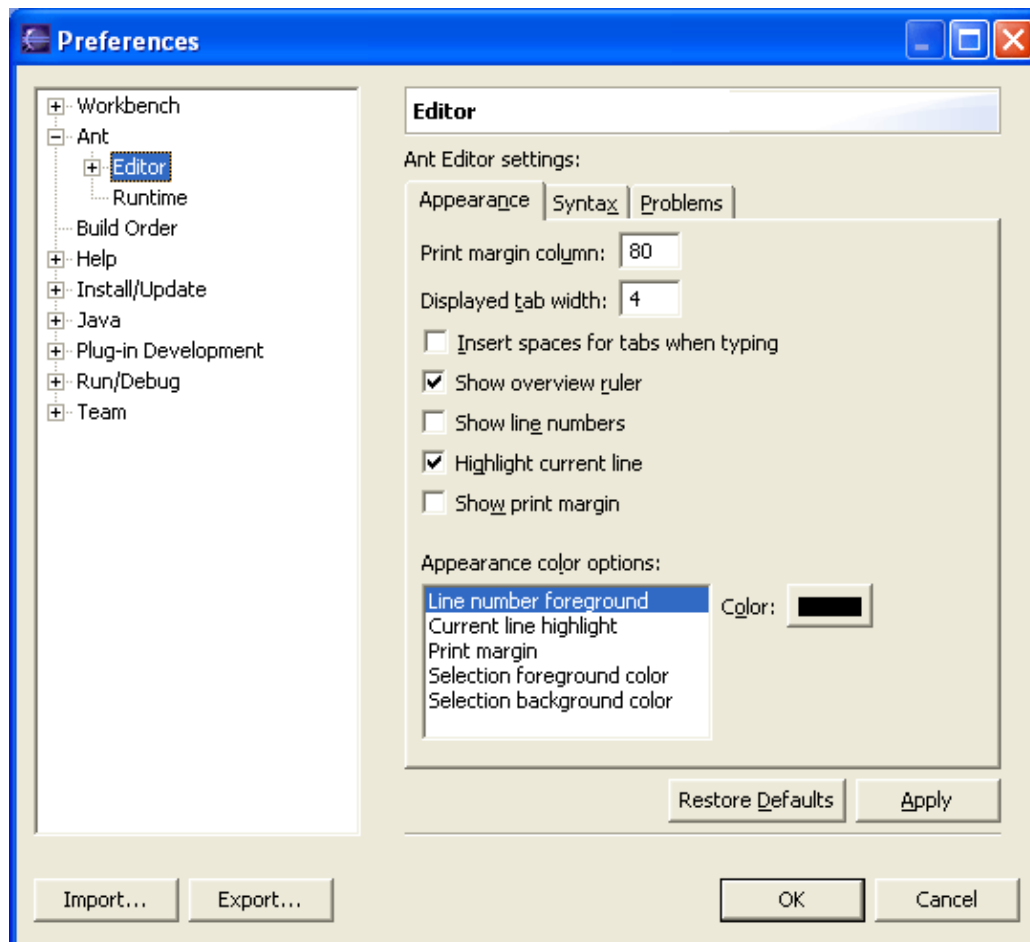 Preferences
Workbench
Ant
Editor
Runtime
Build Order
Help
Install/Update
Java
Plug-in Development
Run/Debug
Team
Editor
Ant Editor settings:
Appearance Syntax Problems
Print margin column: 80
Displayed tab width: 4
Insert spaces for tabs when typing
Show overview ruler
Show line numbers
Highlight current line
Show print margin
Appearance color options:
Line number foreground
Current line highlight
Print margin
Selection foreground color
Selection background color
Color:
Restore Defaults Apply
Import... Export... OK Cancel